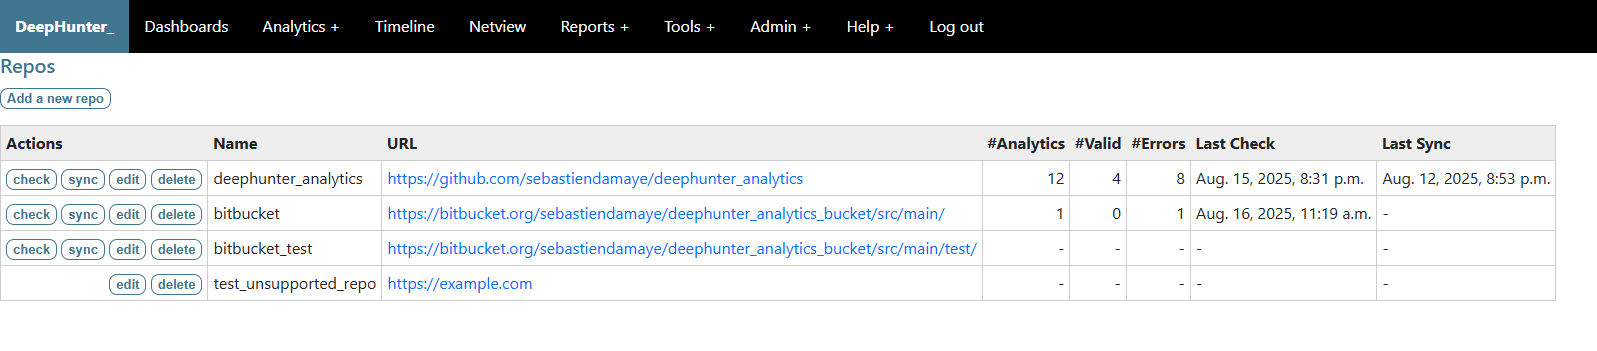 DeepHunter_ Dashboards Analytics + Timeline Netview Reports + Tools + Admin + Help + Log out
Repos
Add a new repo
Actions Name URL #Analytics #Valid #Errors Last Check Last Sync
check sync edit delete deephunter_analytics https://github.com/sebastiendamaye/deephunter_analytics 12 4 8 Aug. 15, 2025, 8:31 p.m. Aug. 12, 2025, 8:53 p.m.
check sync edit delete bitbucket https://bitbucket.org/sebastiendamaye/deephunter_analytics_bucket/src/main/ 1 0 1 Aug. 16, 2025, 11:19 a.m. -
check sync edit delete bitbucket_test https://bitbucket.org/sebastiendamaye/deephunter_analytics_bucket/src/main/test/ - - - - -
edit delete test_unsupported_repo https://example.com - - - - -